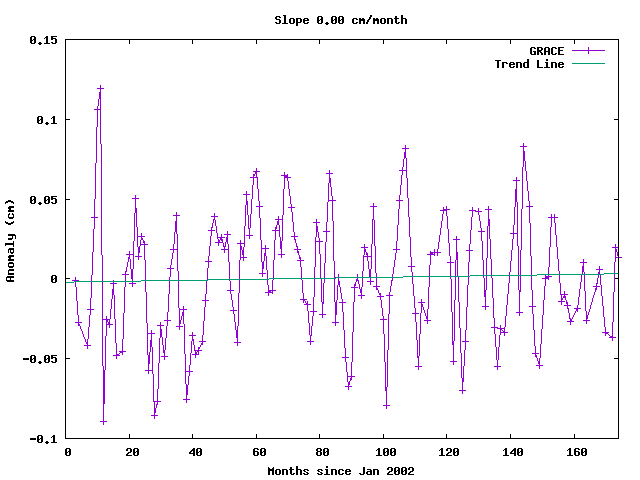 Slope 0.00 cm/month
0.15
GRACE
Trend Line
0.1
0.05
Anomaly (cm)
0
-0.05
-0.1
0 20 40 60 80 100 120 140 160
Months since Jan 2002